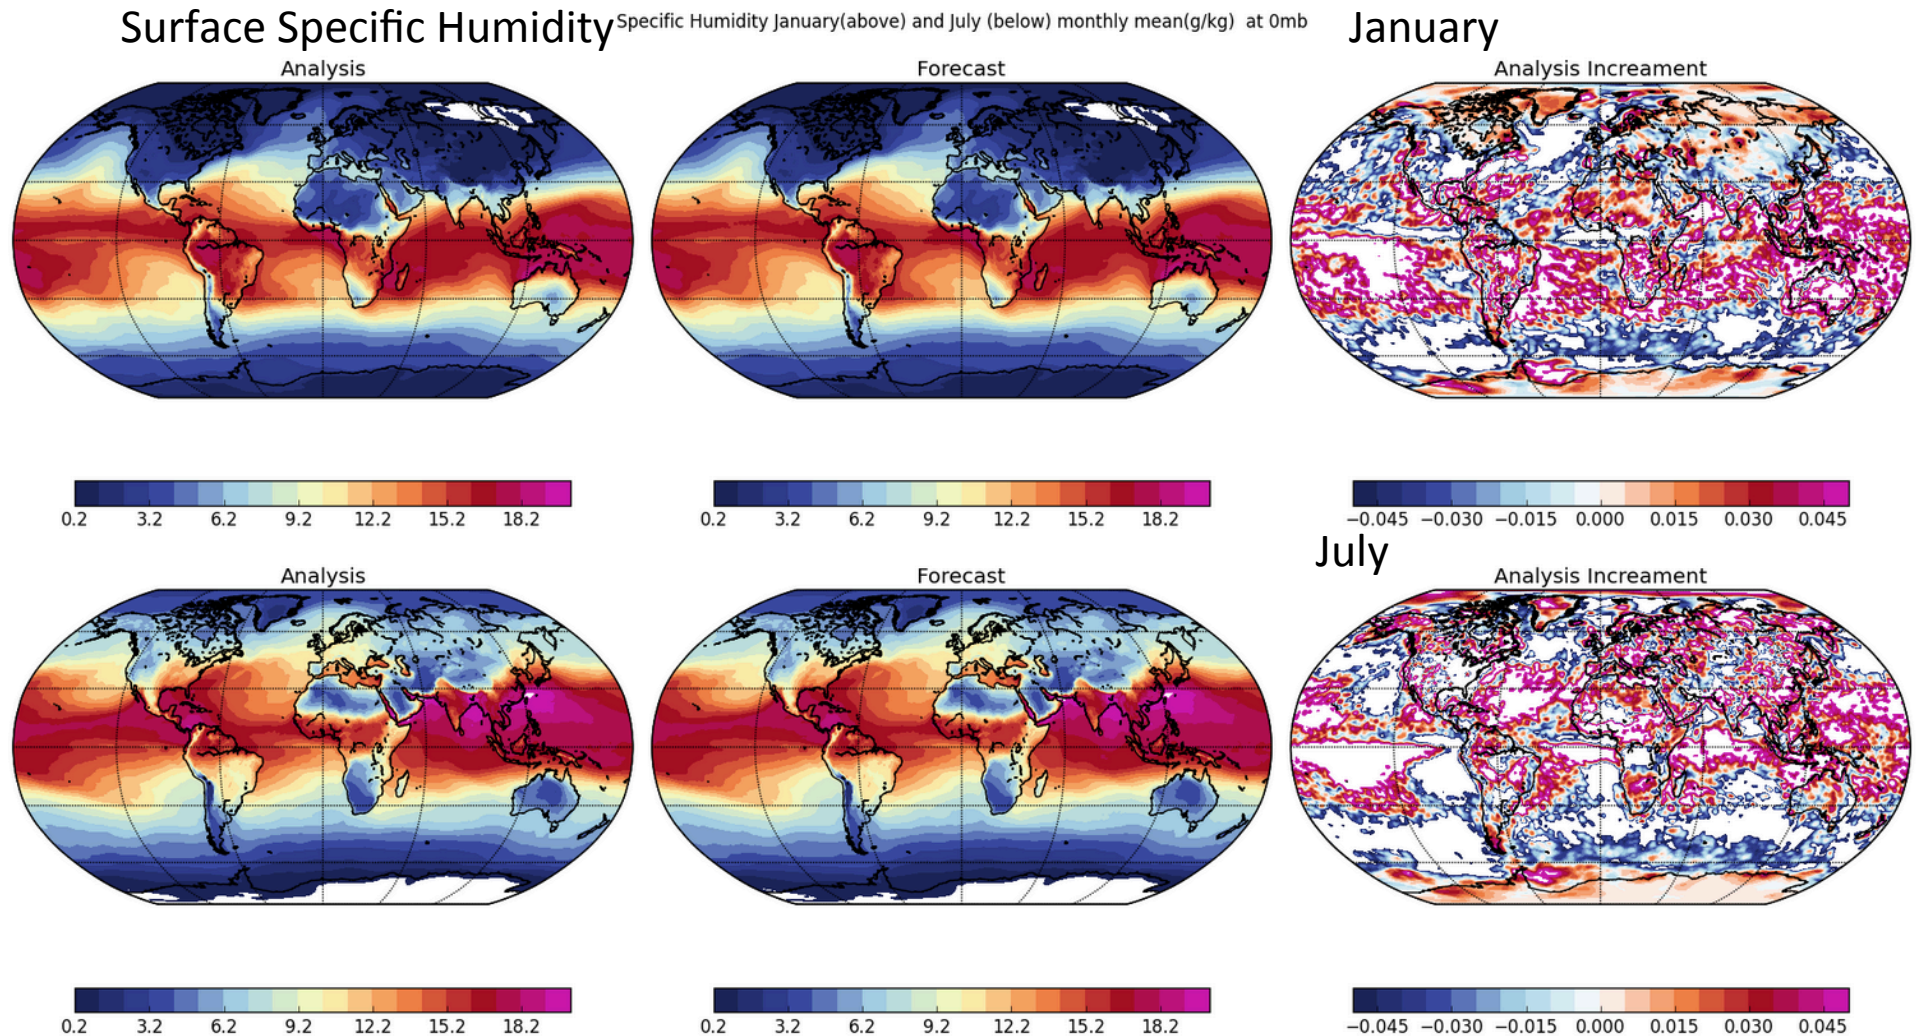 Surface Specific Humidity
Specific Humidity January(above) and July (below) monthly mean(g/kg)  at 0mb
January
Analysis
Forecast
Analysis Increament
0.2 3.2 6.2 9.2 12.2 15.2 18.2
0.2 3.2 6.2 9.2 12.2 15.2 18.2
−0.045 −0.030 −0.015 0.000 0.015 0.030 0.045
July
Analysis
Forecast
Analysis Increament
0.2 3.2 6.2 9.2 12.2 15.2 18.2
0.2 3.2 6.2 9.2 12.2 15.2 18.2
−0.045 −0.030 −0.015 0.000 0.015 0.030 0.045